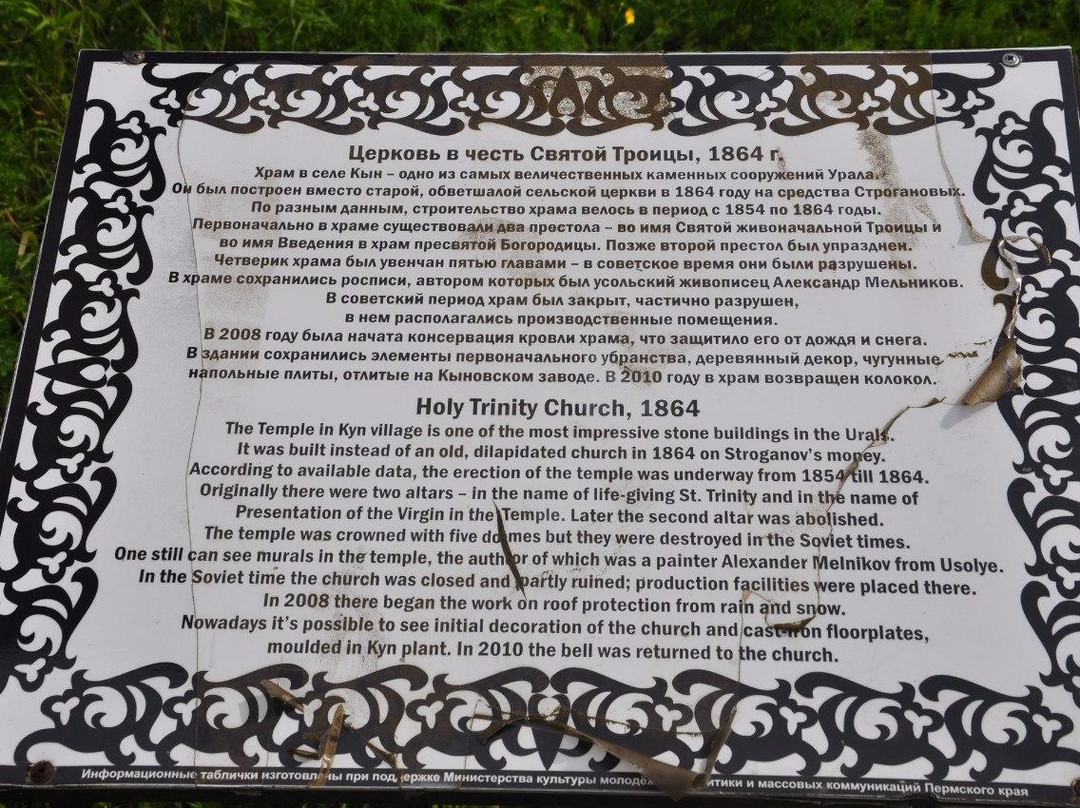 Церковь в честь Святой Троицы, 1864 г.
Храм в селе Кын – одно из самых величественных каменных сооружений Урала.
Он был построен вместо старой, обветшалой сельской церкви в 1864 году на средства Строгановых.
По разным данным, строительство храма велось в период с 1854 по 1864 годы.
Первоначально в храме существовали два престола – во имя Святой живоначальной Троицы и
во имя Введения в храм пресвятой Богородицы. Позже второй престол был упразднен.
Четверик храма был увенчан пятью главами – в советское время они были разрушены.
В храме сохранились росписи, автором которых был усольский живописец Александр Мельников.
В советский период храм был закрыт, частично разрушен,
в нем располагались производственные помещения.
В 2008 году была начата консервация кровли храма, что защитило его от дождя и снега.
В здании сохранились элементы первоначального убранства, деревянный декор, чугунные
напольные плиты, отлитые на Кыновском заводе. В 2010 году в храм возвращен колокол.
Holy Trinity Church, 1864
The Temple in Kyn village is one of the most impressive stone buildings in the Urals.
It was built instead of an old, dilapidated church in 1864 on Stroganov's money.
According to available data, the erection of the temple was underway from 1854 till 1864.
Originally there were two altars – in the name of life-giving St. Trinity and in the name of
Presentation of the Virgin in the Temple. Later the second altar was abolished.
The temple was crowned with five domes but they were destroyed in the Soviet times.
One still can see murals in the temple, the author of which was a painter Alexander Melnikov from Usolye.
In the Soviet time the church was closed and partly ruined; production facilities were placed there.
In 2008 there began the work on roof protection from rain and snow.
Nowadays it's possible to see initial decoration of the church and cast-iron floorplates,
moulded in Kyn plant. In 2010 the bell was returned to the church.
Информационные таблички изготовлены при поддержке Министерства культуры и массовых коммуникаций Пермского края